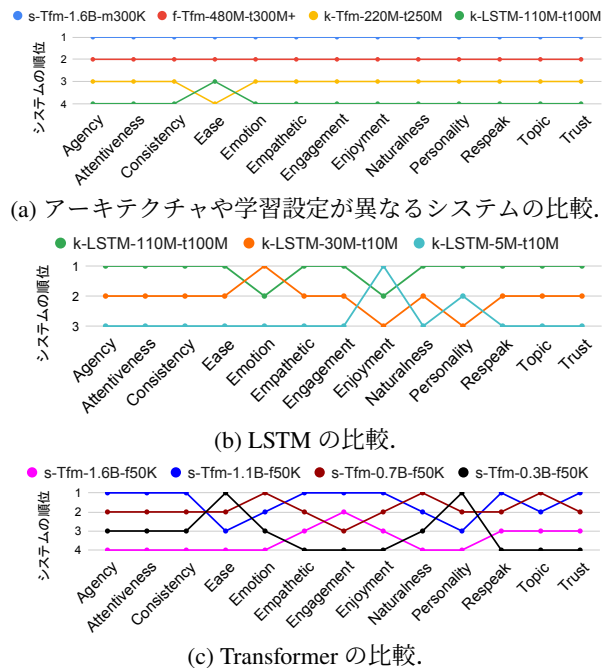 s-Tfm-1.6B-m300K f-Tfm-480M-t300M+ k-Tfm-220M-t250M k-LSTM-110M-t100M
システムの順位
1
2
3
4
Agency Attentiveness Consistency Ease Emotion Empathetic Engagement Enjoyment Naturalness Personality Respeak Topic Trust
(a) アーキテクチャや学習設定が異なるシステムの比較.
k-LSTM-110M-t100M k-LSTM-30M-t10M k-LSTM-5M-t10M
システムの順位
1
2
3
Agency Attentiveness Consistency Ease Emotion Empathetic Engagement Enjoyment Naturalness Personality Respeak Topic Trust
(b) LSTM の比較.
s-Tfm-1.6B-f50K s-Tfm-1.1B-f50K s-Tfm-0.7B-f50K s-Tfm-0.3B-f50K
システムの順位
1
2
3
4
Agency Attentiveness Consistency Ease Emotion Empathetic Engagement Enjoyment Naturalness Personality Respeak Topic Trust
(c) Transformer の比較.